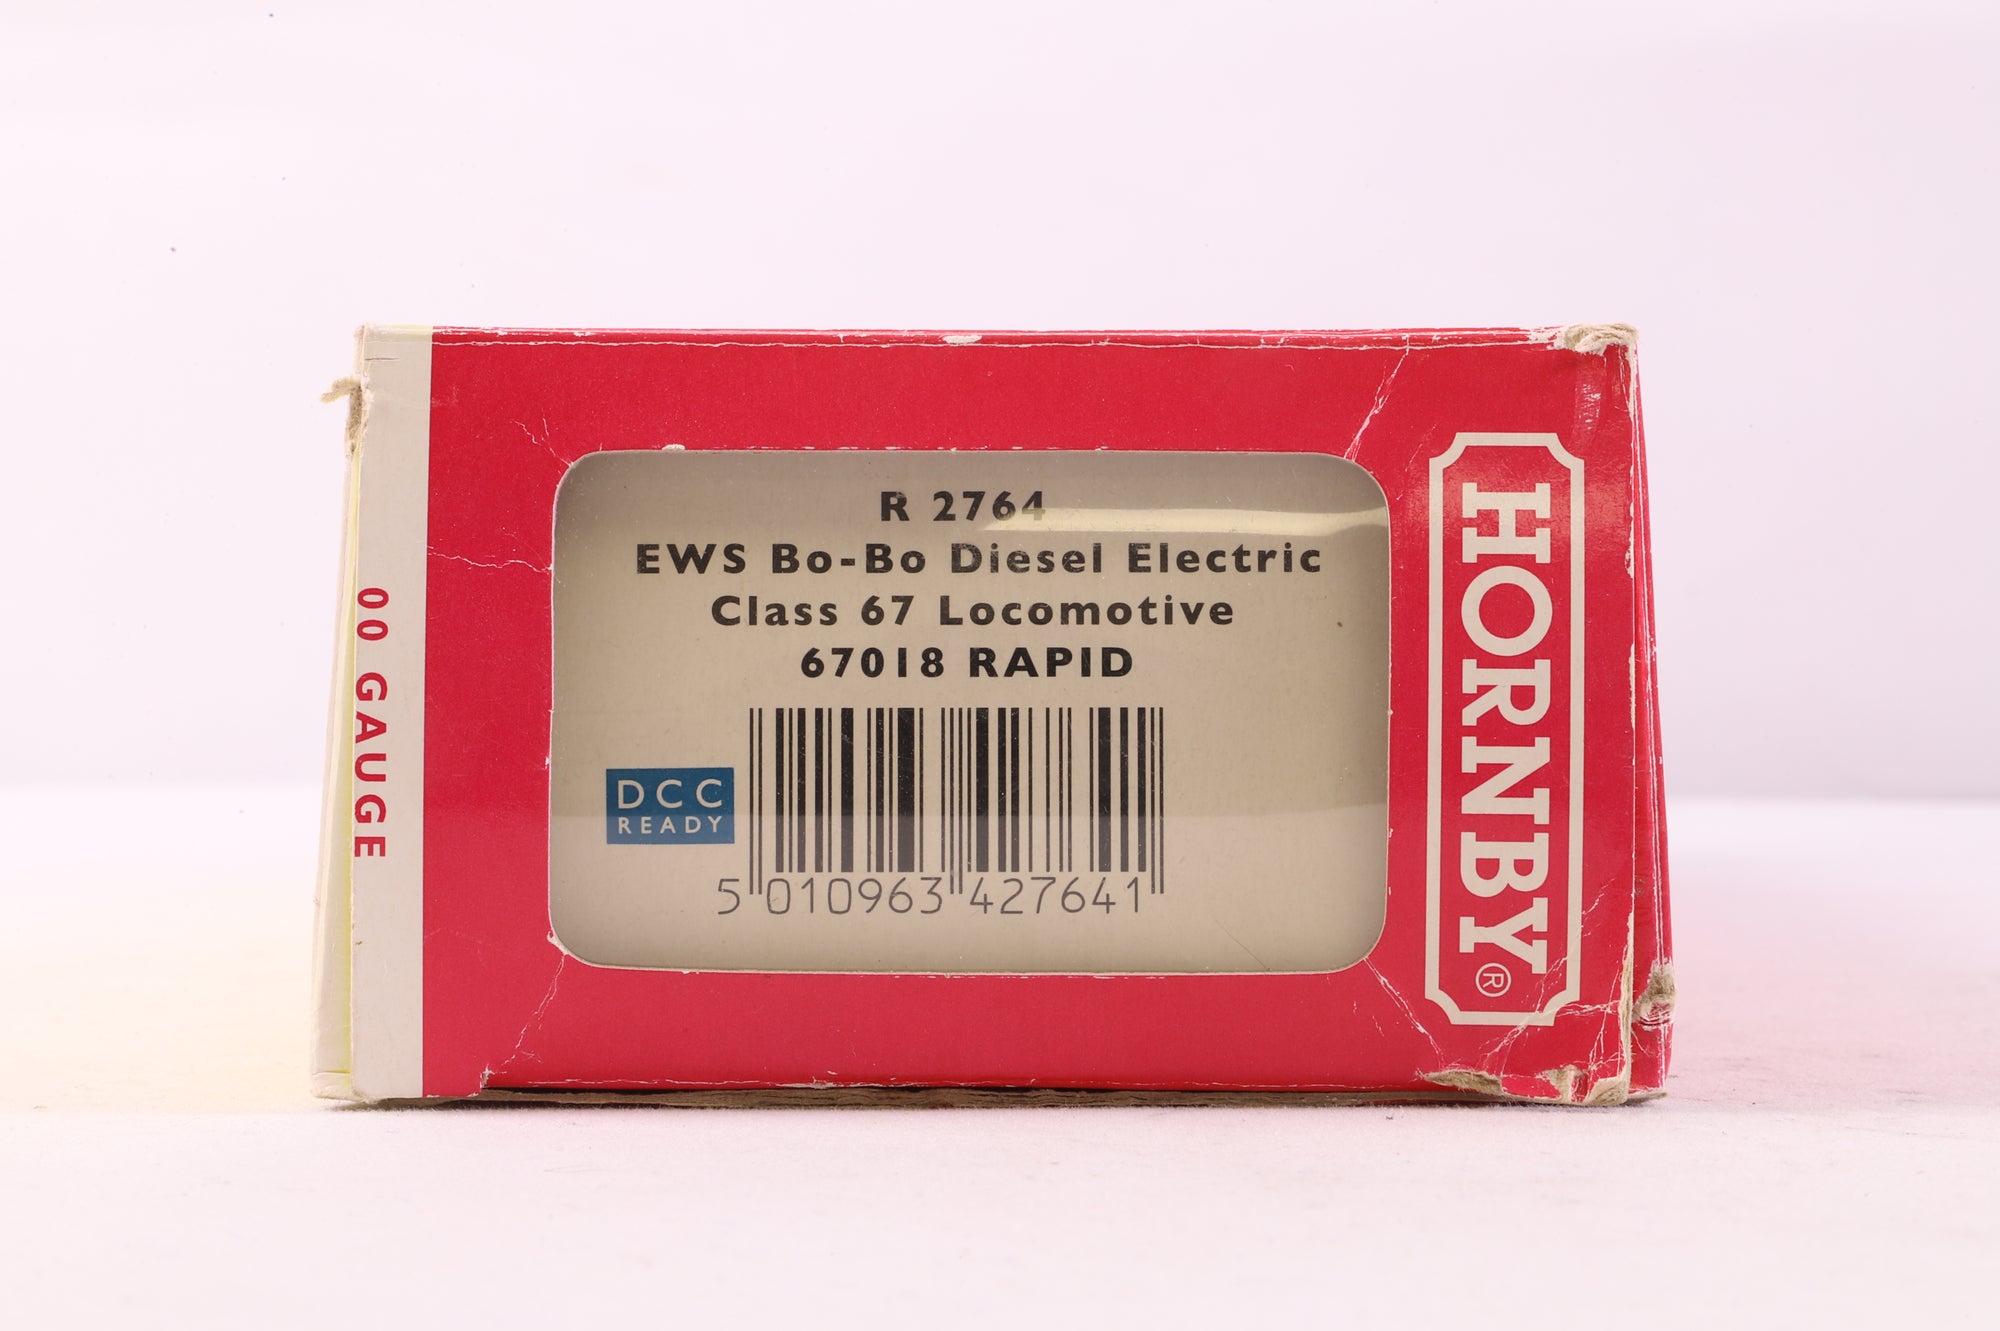 00 GAUGE
R 2764
EWS Bo-Bo Diesel Electric
Class 67 Locomotive
67018 RAPID
DCC
READY
5 010963 427641
HORNBY®